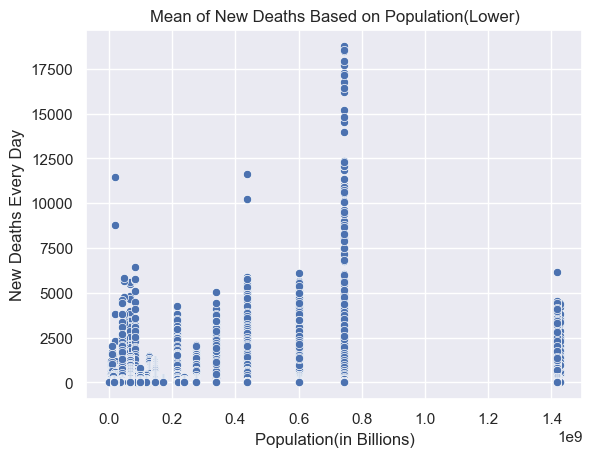 Mean of New Deaths Based on Population(Lower)
17500
15000
12500
10000
7500
5000
2500
0
New Deaths Every Day
0.0 0.2 0.4 0.6 0.8 1.0 1.2 1.4
1e9
Population(in Billions)